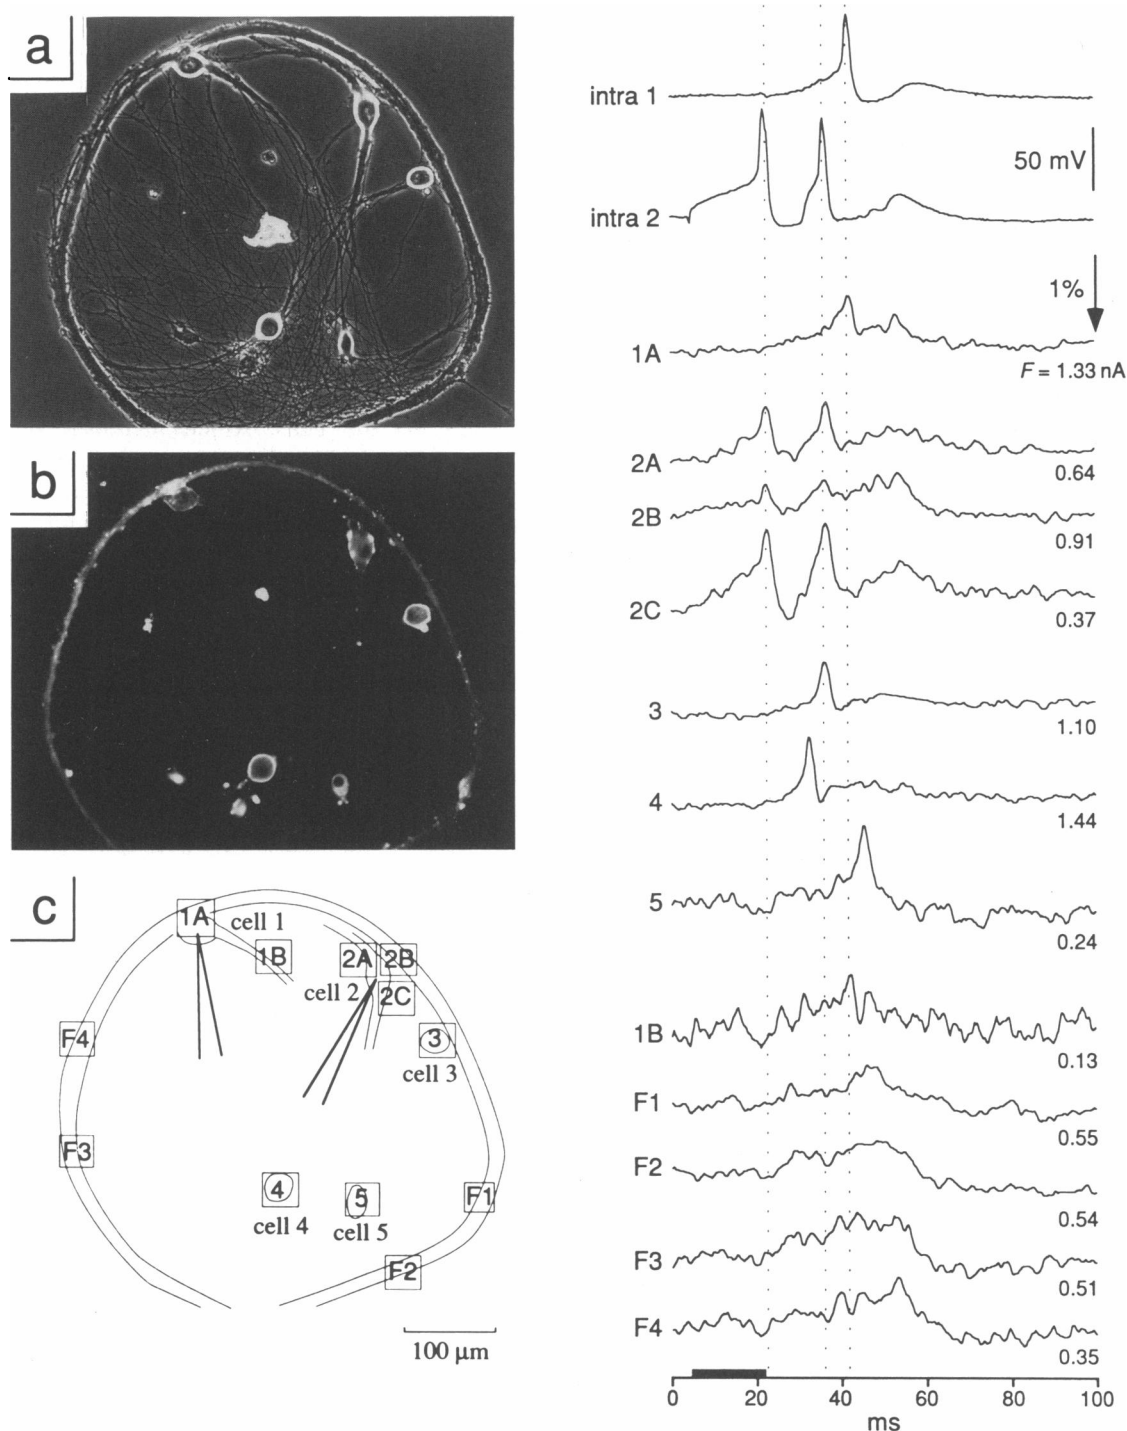 a
b
c
1A
cell 1
1B
2A
2B
cell 2
2C
F4
3
cell 3
F3
4
5
F1
cell 4
cell 5
F2
100 µm
intra 1
50 mV
intra 2
1%
1A
F = 1.33 nA
2A
0.64
2B
0.91
2C
0.37
3
1.10
4
1.44
5
0.24
1B
0.13
F1
0.55
F2
0.54
F3
0.51
F4
0.35
0 20 40 60 80 100
ms